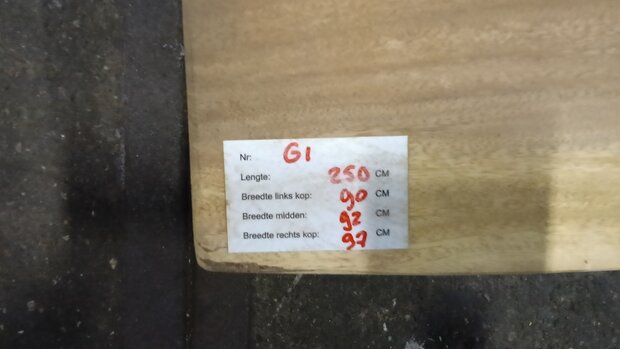 Nr: G1
Lengte: 250 CM
Breedte links kop: 90 CM
Breedte midden: 92 CM
Breedte rechts kop: 97 CM